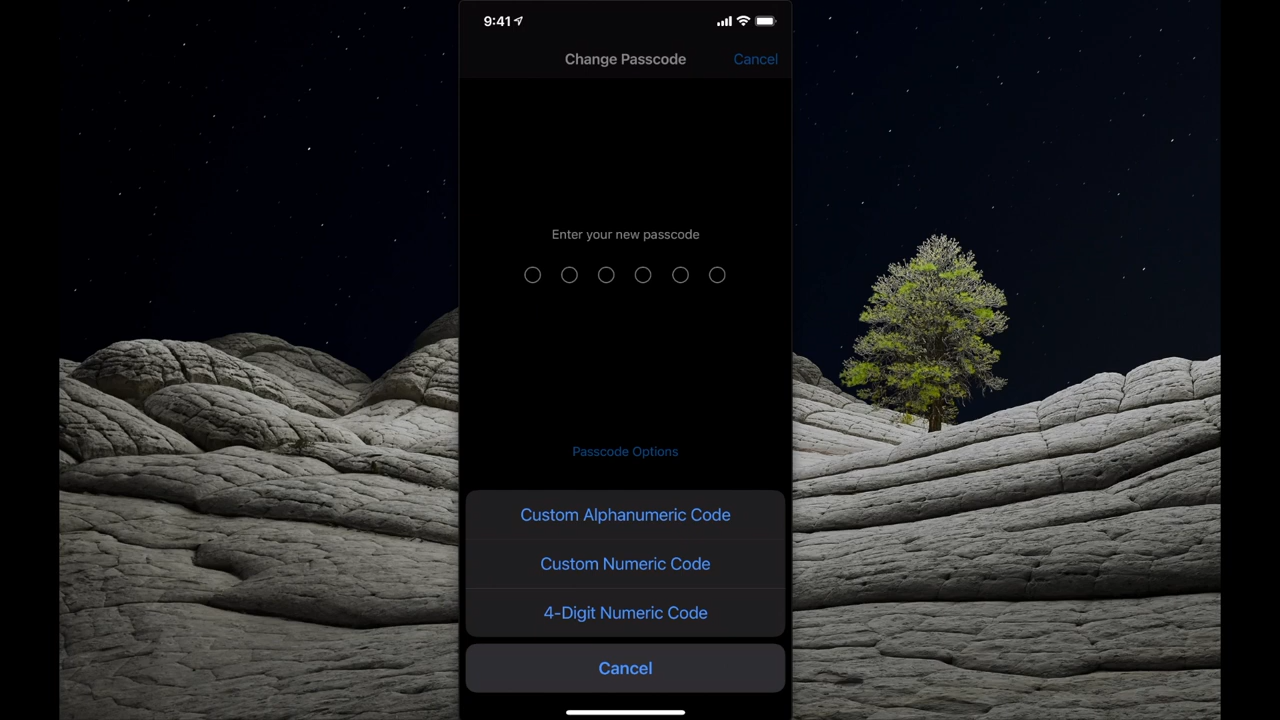 9:41
Change Passcode
Cancel
Enter your new passcode
Passcode Options
Custom Alphanumeric Code
Custom Numeric Code
4-Digit Numeric Code
Cancel